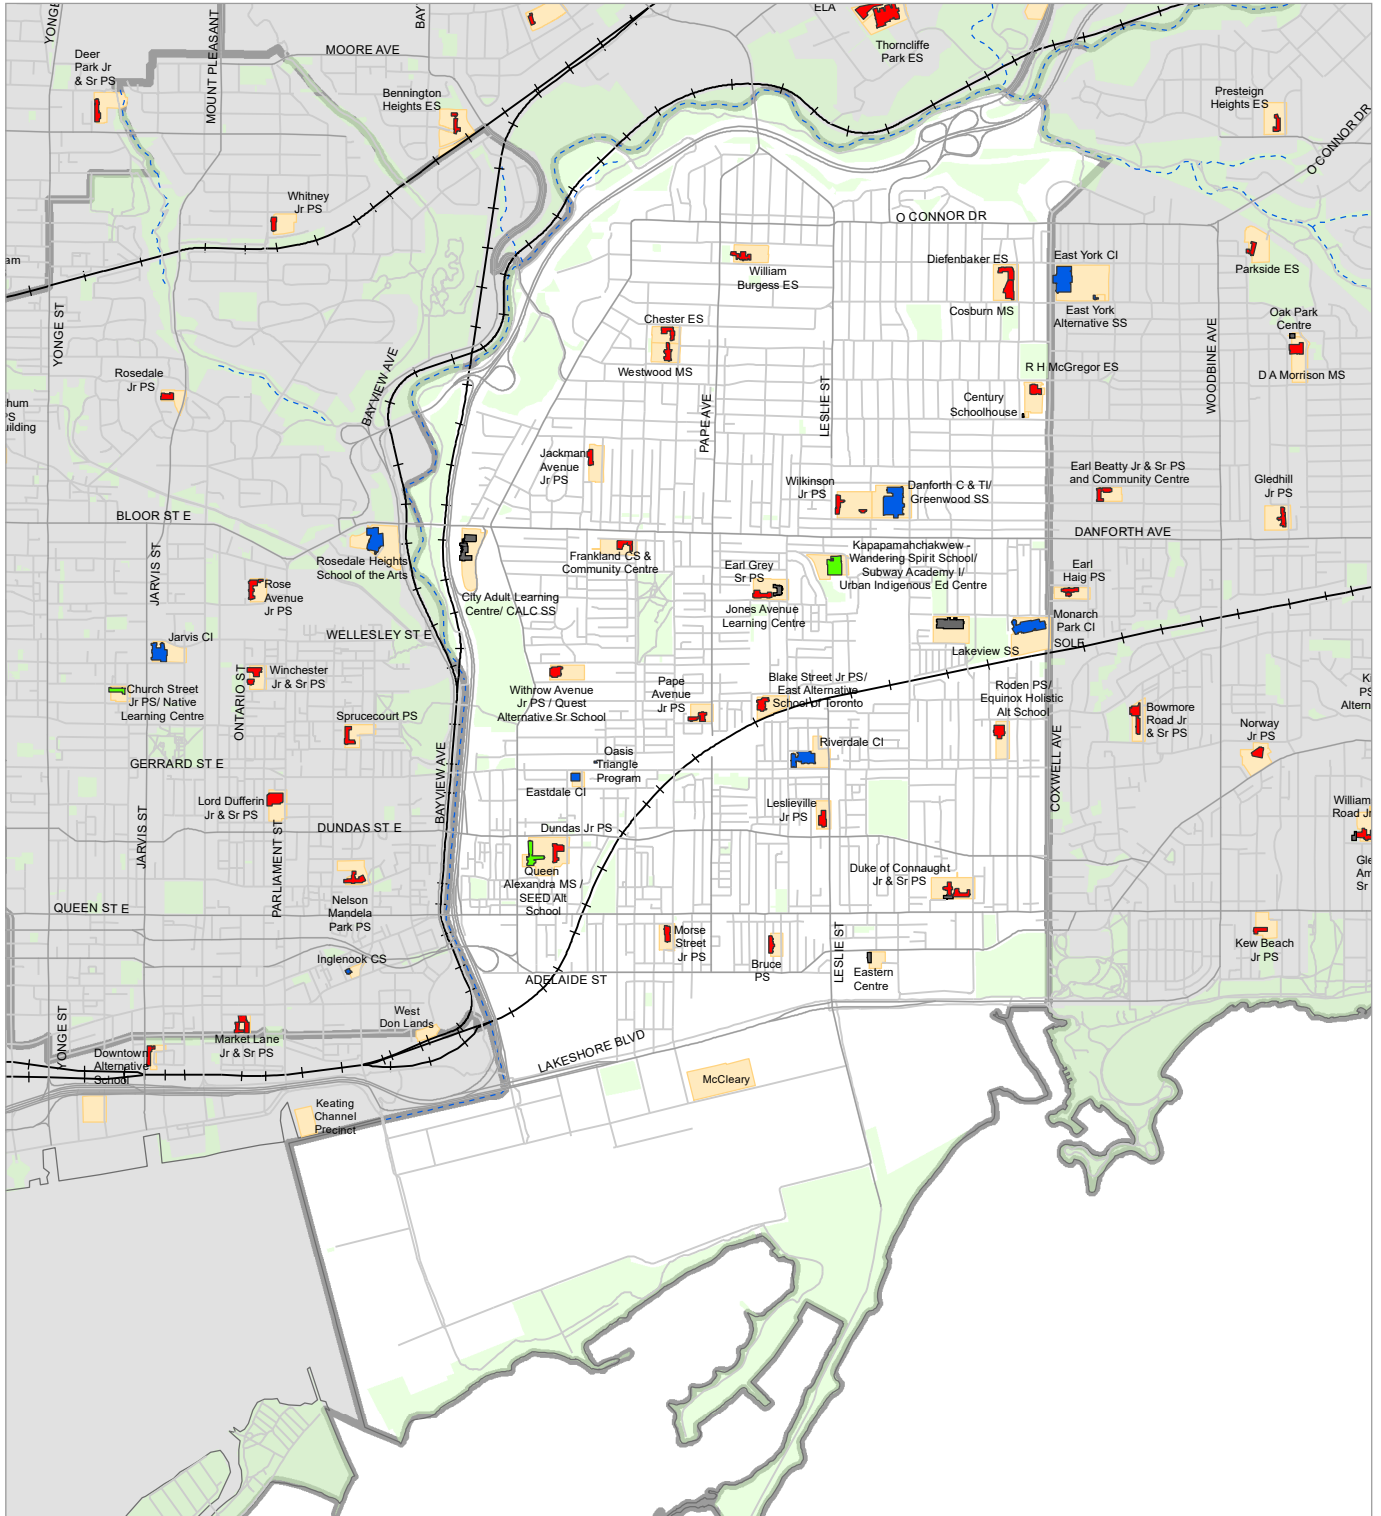 YONGE
BAY
ELA
MOUNT PLEASANT
MOORE AVE
Deer
Park Jr
& Sr PS
Thorncliffe
Park ES
Bennington
Heights ES
Presteign
Heights ES
O CONNOR DR
Whitney
Jr PS
O CONNOR DR
am
William
Burgess ES
Diefenbaker ES
East York CI
Parkside ES
Cosburn MS
East York
Alternative SS
Oak Park
Centre
Chester ES
YONGE ST
Westwood MS
WOODBINE AVE
D A Morrison MS
Rosedale
Jr PS
BAYVIEW AVE
R H McGregor ES
LESLIE ST
PAPE AVE
Century
Schoolhouse
hum
PS
uilding
Jackman
Avenue
Jr PS
Earl Beatty Jr & Sr PS
and Community Centre
Gledhill
Jr PS
Wilkinson
Jr PS
Danforth C & TI/
Greenwood SS
BLOOR ST E
DANFORTH AVE
Rosedale Heights
School of the Arts
Frankland CS &
Community Centre
Kapapamahchakwew -
Wandering Spirit School/
Subway Academy I/
Urban Indigenous Ed Centre
JARVIS ST
Earl Grey
Sr PS
Earl
Haig PS
Rose
Avenue
Jr PS
City Adult Learning
Centre/ CALC SS
Jones Avenue
Learning Centre
Monarch
Park CI
WELLESLEY ST E
Jarvis CI
Lakeview SS
SOLE
Winchester
Jr & Sr PS
ONTARIO ST
Church Street
Jr PS/ Native
Learning Centre
Withrow Avenue
Jr PS / Quest
Alternative Sr School
Pape
Avenue
Jr PS
Blake Street Jr PS/
East Alternative
School of Toronto
Roden PS/
Equinox Holistic
Alt School
Bowmore
Road Jr
& Sr PS
Norway
Jr PS
Ki
PS
Altern
Sprucecourt PS
Riverdale CI
GERRARD ST E
BAYVIEW AVE
Oasis
Triangle
Program
Eastdale CI
COXWELL AVE
Lord Dufferin
Jr & Sr PS
Leslieville
Jr PS
William
Road Jr
JARVIS ST
DUNDAS ST E
Dundas Jr PS
PARLIAMENT ST
Queen
Alexandra MS /
SEED Alt
School
Duke of Connaught
Jr & Sr PS
Gle
Am
Sr
QUEEN ST E
Nelson
Mandela
Park PS
Morse
Street
Jr PS
Bruce
PS
LESLIE ST
Kew Beach
Jr PS
Inglenook CS
ADELAIDE ST
Eastern
Centre
YONGE ST
West
Don Lands
Market Lane
Jr & Sr PS
LAKESHORE BLVD
Downtown
Alternative
School
McCleary
Keating
Channel
Precinct